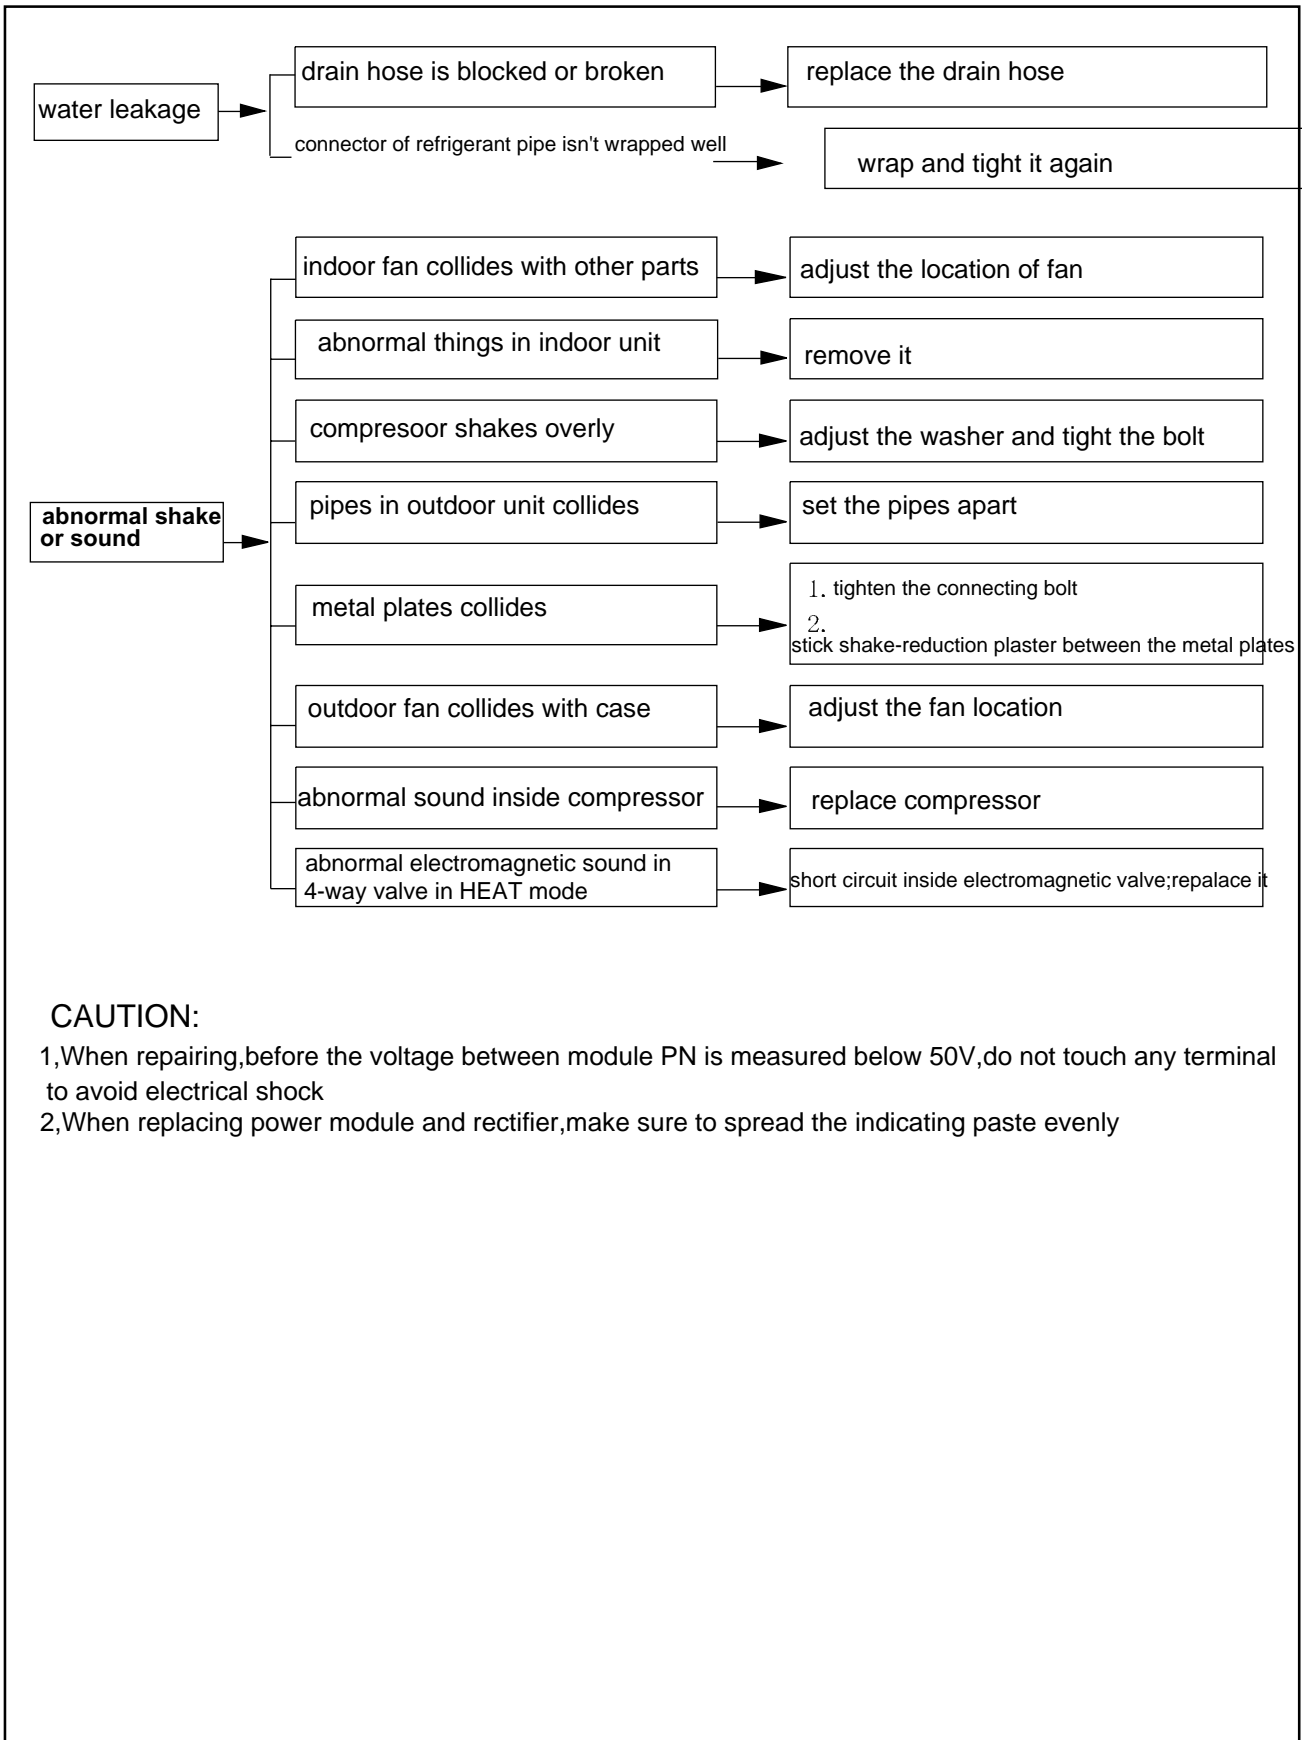 water leakage
drain hose is blocked or broken
replace the drain hose
connector of refrigerant pipe isn't wrapped well
wrap and tight it again
abnormal shake
or sound
indoor fan collides with other parts
adjust the location of fan
abnormal things in indoor unit
remove it
compresoor shakes overly
adjust the washer and tight the bolt
pipes in outdoor unit collides
set the pipes apart
metal plates collides
1. tighten the connecting bolt
2.
stick shake-reduction plaster between the metal plates
outdoor fan collides with case
adjust the fan location
abnormal sound inside compressor
replace compressor
abnormal electromagnetic sound in
4-way valve in HEAT mode
short circuit inside electromagnetic valve;repalace it
CAUTION:
1,When repairing,before the voltage between module PN is measured below 50V,do not touch any terminal
to avoid electrical shock
2,When replacing power module and rectifier,make sure to spread the indicating paste evenly